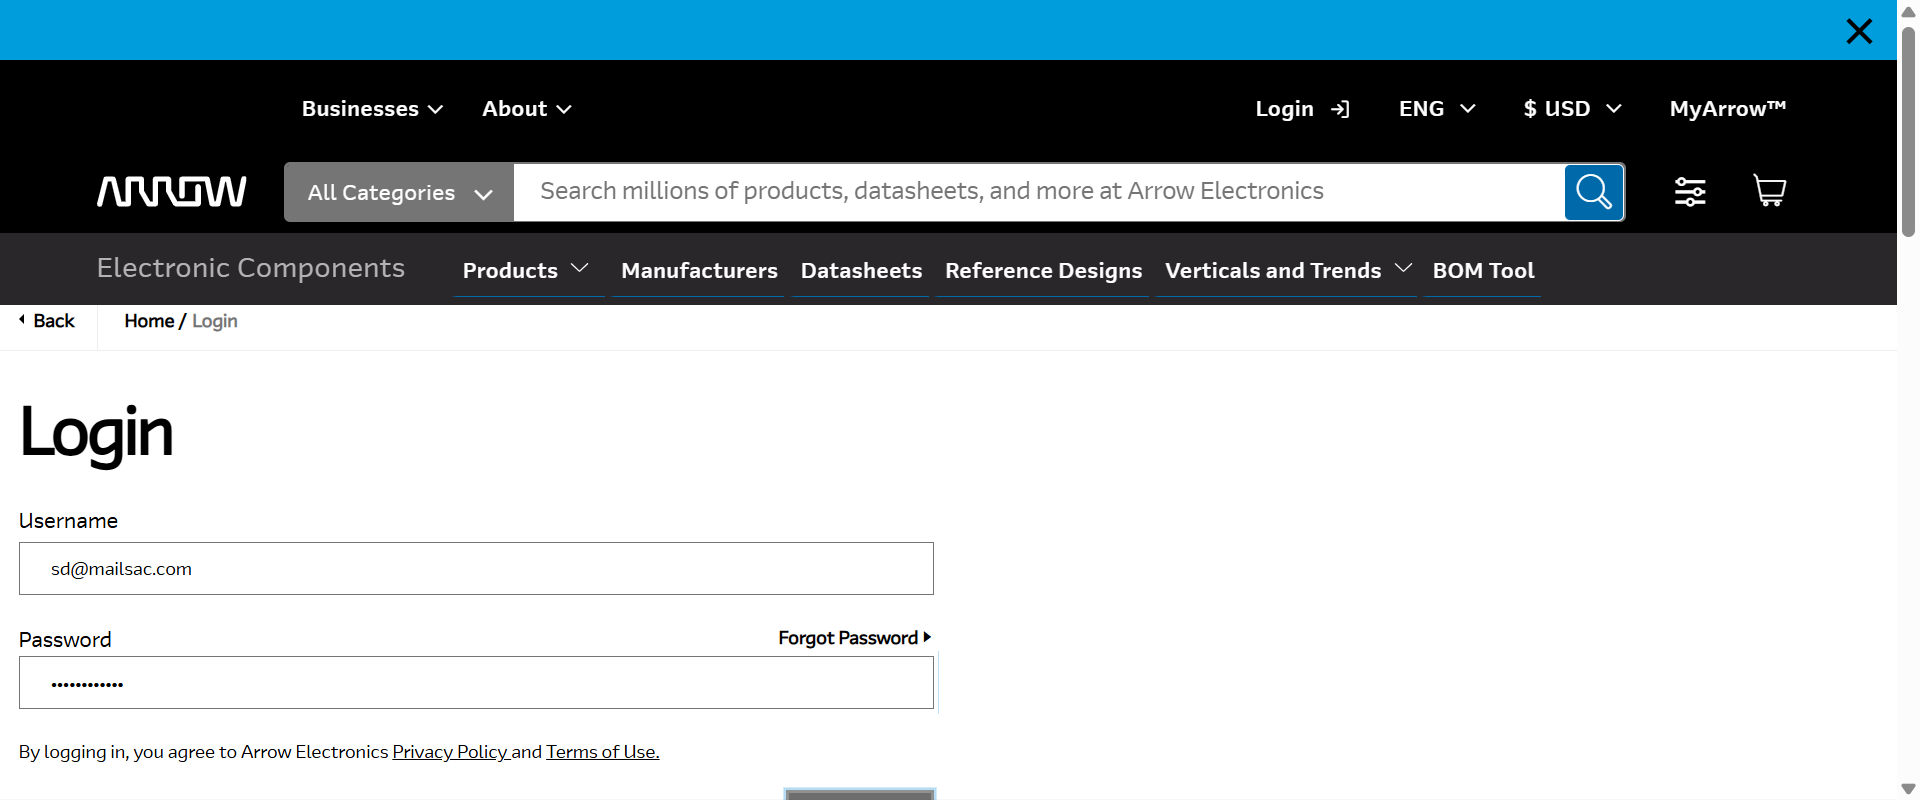 Businesses About Login ENG $ USD MyArrow™
ARROW All Categories Search millions of products, datasheets, and more at Arrow Electronics
Electronic Components Products Manufacturers Datasheets Reference Designs Verticals and Trends BOM Tool
Back Home / Login
Login
Username
sd@mailsac.com
Password Forgot Password
••••••••••••
By logging in, you agree to Arrow Electronics Privacy Policy and Terms of Use.